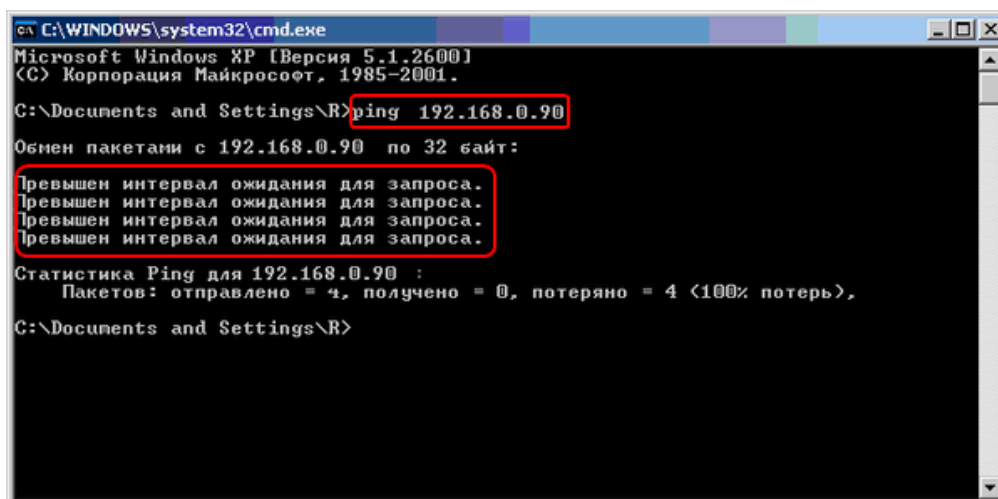 C:\WINDOWS\system32\cmd.exe
Microsoft Windows XP [Версия 5.1.2600]
(C) Корпорация Майкрософт, 1985-2001.
C:\Documents and Settings\R>ping 192.168.0.90
Обмен пакетами с 192.168.0.90 по 32 байт:
Превышен интервал ожидания для запроса.
Превышен интервал ожидания для запроса.
Превышен интервал ожидания для запроса.
Превышен интервал ожидания для запроса.
Статистика Ping для 192.168.0.90 :
Пакетов: отправлено = 4, получено = 0, потеряно = 4 (100% потерь),
C:\Documents and Settings\R>